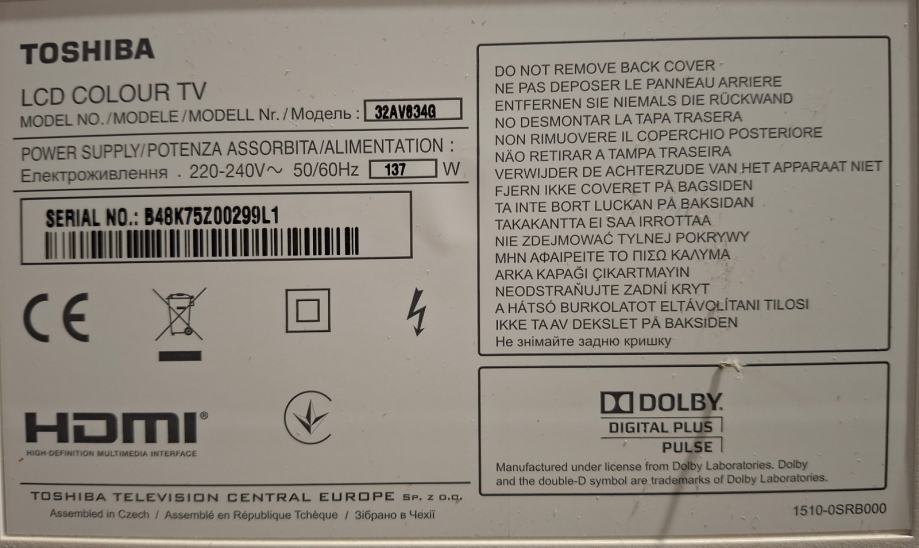 TOSHIBA
LCD COLOUR TV
MODEL NO./MODELE/MODELL Nr./Модель : 32AV834G
POWER SUPPLY/POTENZA ASSORBITA/ALIMENTATION :
Електроживлення . 220-240V~ 50/60Hz 137 W
SERIAL NO.: B48K75Z00299L1
CE
HDMI®
HIGH-DEFINITION MULTIMEDIA INTERFACE
TOSHIBA TELEVISION CENTRAL EUROPE SP. Z O.O.
Assembled in Czech / Assemblé en République Tchèque / Зібрано в Чехії
DO NOT REMOVE BACK COVER
NE PAS DEPOSER LE PANNEAU ARRIERE
ENTFERNEN SIE NIEMALS DIE RÜCKWAND
NO DESMONTAR LA TAPA TRASERA
NON RIMUOVERE IL COPERCHIO POSTERIORE
NÃO RETIRAR A TAMPA TRASEIRA
VERWIJDER DE ACHTERZUDE VAN HET APPARAAT NIET
FJERN IKKE COVERET PÅ BAGSIDEN
TA INTE BORT LUCKAN PÅ BAKSIDAN
TAKAKANTTA EI SAA IRROTTAA
NIE ZDEJMOWAĆ TYLNEJ POKRYWY
ΜΗΝ ΑΦΑΙΡΕΙΤΕ ΤΟ ΠΙΣΩ ΚΑΛΥΜΑ
ARKA KAPAĞI ÇIKARTMAYIN
NEODSTRAŇUJTE ZADNÍ KRYT
A HÁTSÓ BURKOLATOT ELTÁVOLÍTANI TILOSI
IKKE TA AV DEKSLET PÅ BAKSIDEN
Не знімайте задню кришку
DOLBY
DIGITAL PLUS
PULSE
Manufactured under license from Dolby Laboratories. Dolby
and the double-D symbol are trademarks of Dolby Laboratories.
1510-0SRB000